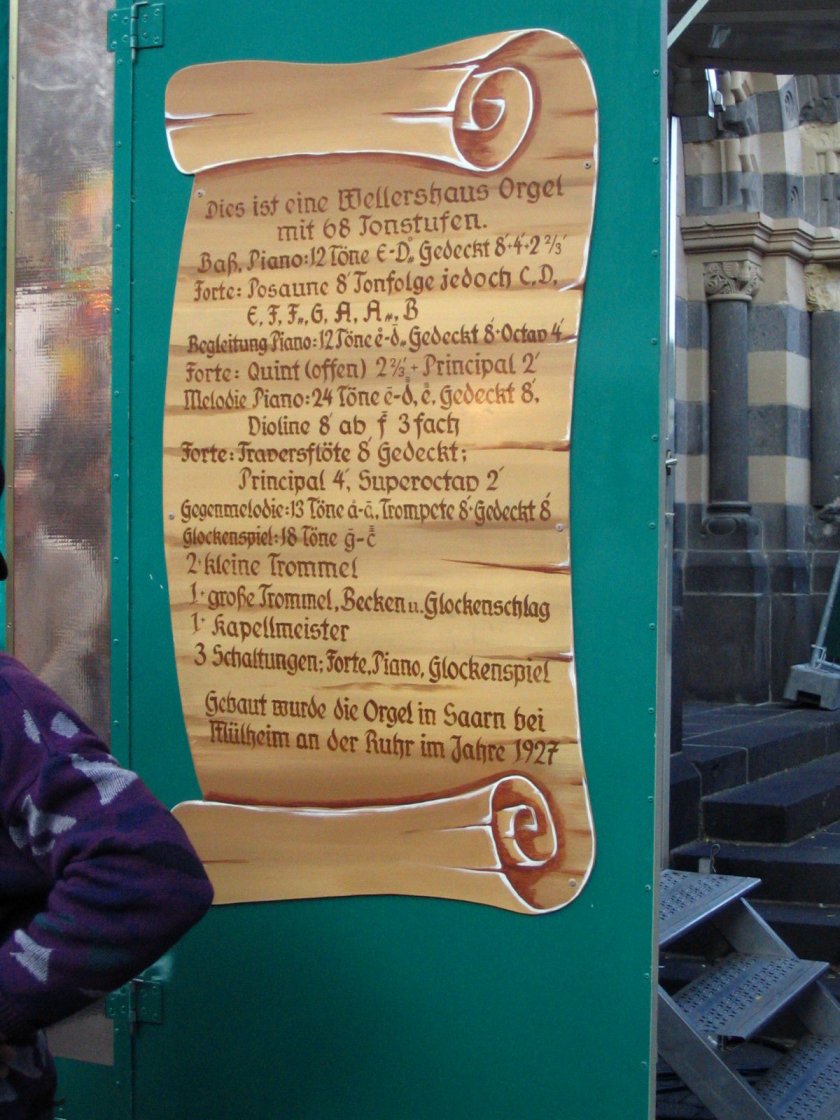 Dies ist eine Wellershaus Orgel
mit 68 Tonstufen.
Baß, Piano: 12 Töne E-D, Gedeckt 8'+4'+2 2/3'
Forte: Posaune 8' Tonfolge jedoch C, D,
E, F, F#, G, A, A#, B
Begleitung Piano: 12 Töne e-d, Gedeckt 8'+Octav 4'
Forte: Quint (offen) 2 2/3'+ Principal 2'
Melodie Piano: 24 Töne e-d, e, Gedeckt 8',
Violine 8' ab f 3fach
Forte: Traversflöte 8' Gedeckt;
Principal 4', Superoctav 2'
Gegenmelodie: 13 Töne a-a, Trompete 8'+Gedeckt 8'
Glockenspiel: 18 Töne g-c
2+kleine Trommel
1+große Trommel, Becken u. Glockenschlag
1+ Kapellmeister
3 Schaltungen: Forte, Piano, Glockenspiel
Gebaut wurde die Orgel in Saarn bei
Mülheim an der Ruhr im Jahre 1927